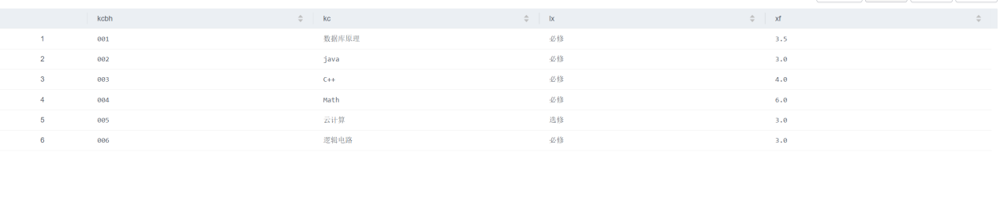 kcbh kc lx xf
1 001 数据库原理 必修 3.5
2 002 java 必修 3.0
3 003 C++ 必修 4.0
4 004 Math 必修 6.0
5 005 云计算 选修 3.0
6 006 逻辑电路 必修 3.0